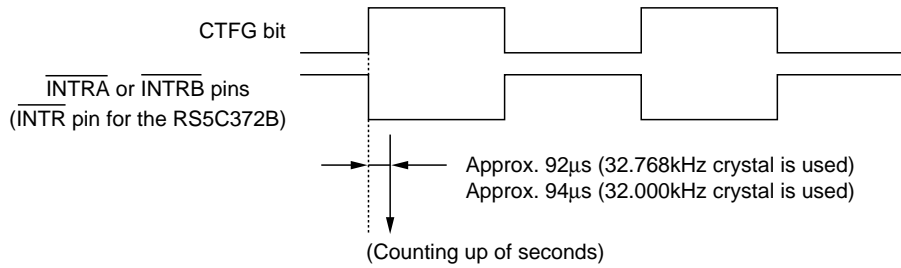 CTFG bit
INTRA or INTRB pins
(INTR pin for the RS5C372B)
Approx. 92μs (32.768kHz crystal is used)
Approx. 94μs (32.000kHz crystal is used)
(Counting up of seconds)